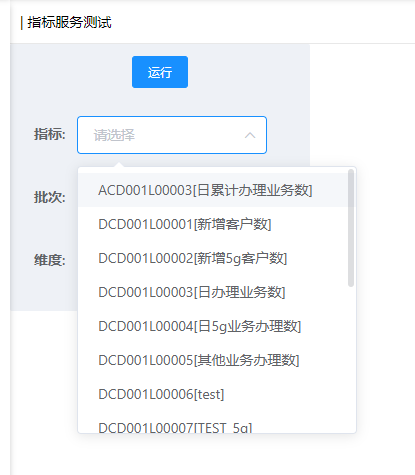 | 指标服务测试
运行
指标: 请选择
ACD001L00003[日累计办理业务数]
批次:
DCD001L00001[新增客户数]
DCD001L00002[新增5g客户数]
维度:
DCD001L00003[日办理业务数]
DCD001L00004[日5g业务办理数]
DCD001L00005[其他业务办理数]
DCD001L00006[test]
DCD001L00007[TEST_5g]